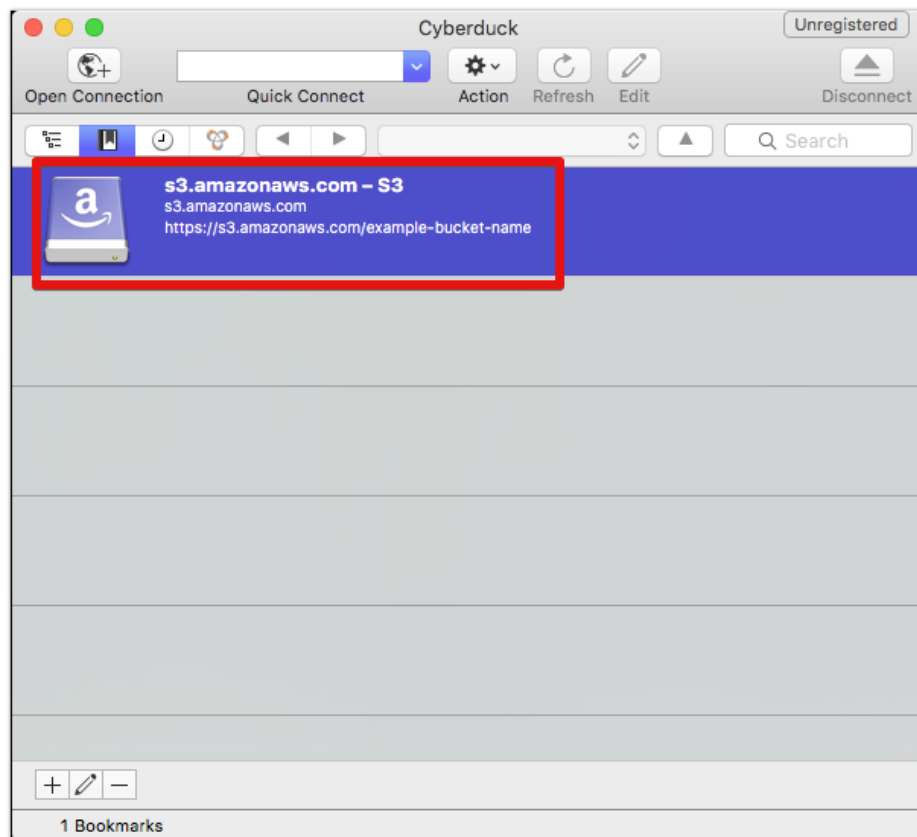 Cyberduck
Unregistered
Open Connection
Quick Connect
Action
Refresh
Edit
Disconnect
Search
a
s3.amazonaws.com – S3
s3.amazonaws.com
https://s3.amazonaws.com/example-bucket-name
1 Bookmarks